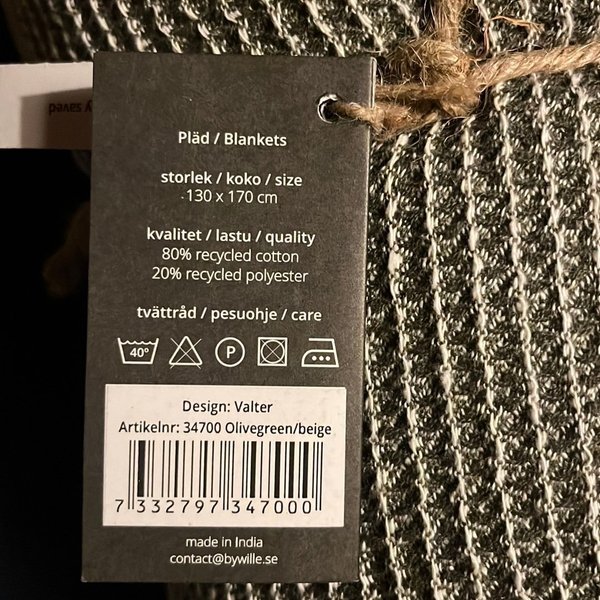 y saved
Pläd / Blankets
storlek / koko / size
130 x 170 cm
kvalitet / lastu / quality
80% recycled cotton
20% recycled polyester
tvättråd / pesuohje / care
40°
P
Design: Valter
Artikelnr: 34700 Olivegreen/beige
7 332797 347000
made in India
contact@bywille.se